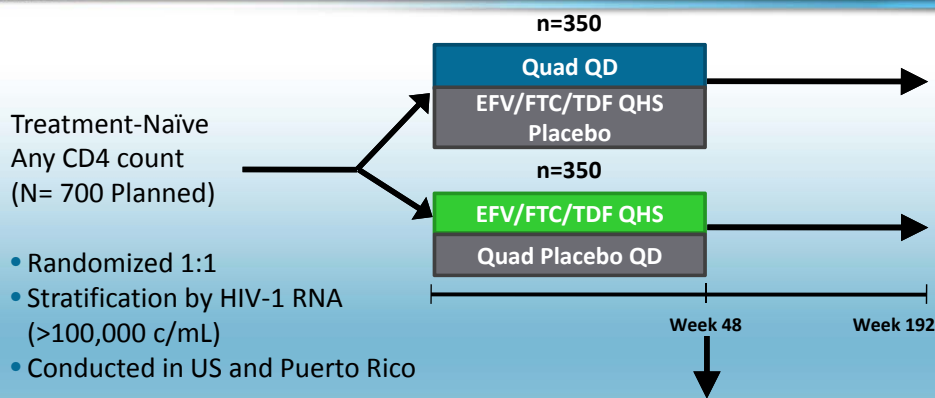 n=350
Quad QD
EFV/FTC/TDF QHS
Placebo
Treatment-Naïve
Any CD4 count
(N= 700 Planned)
n=350
EFV/FTC/TDF QHS
Quad Placebo QD
• Randomized 1:1
• Stratification by HIV-1 RNA
(>100,000 c/mL)
• Conducted in US and Puerto Rico
Week 48
Week 192